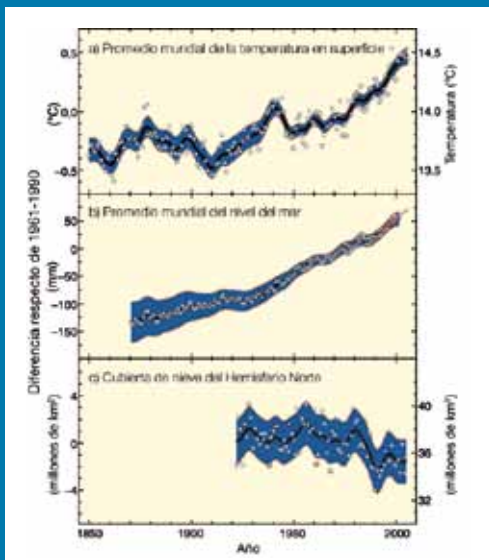 Diferencia respecto de 1961-1990
a) Promedio mundial de la temperatura en superficie
(°C)
0,5
0,0
−0,5
Temperatura (°C)
14,5
14,0
13,5
b) Promedio mundial del nivel del mar
(mm)
50
0
−50
−100
−150
c) Cubierta de nieve del Hemisferio Norte
(millones de km²)
4
0
−4
(millones de km²)
40
36
32
1850
1900
1950
2000
Año